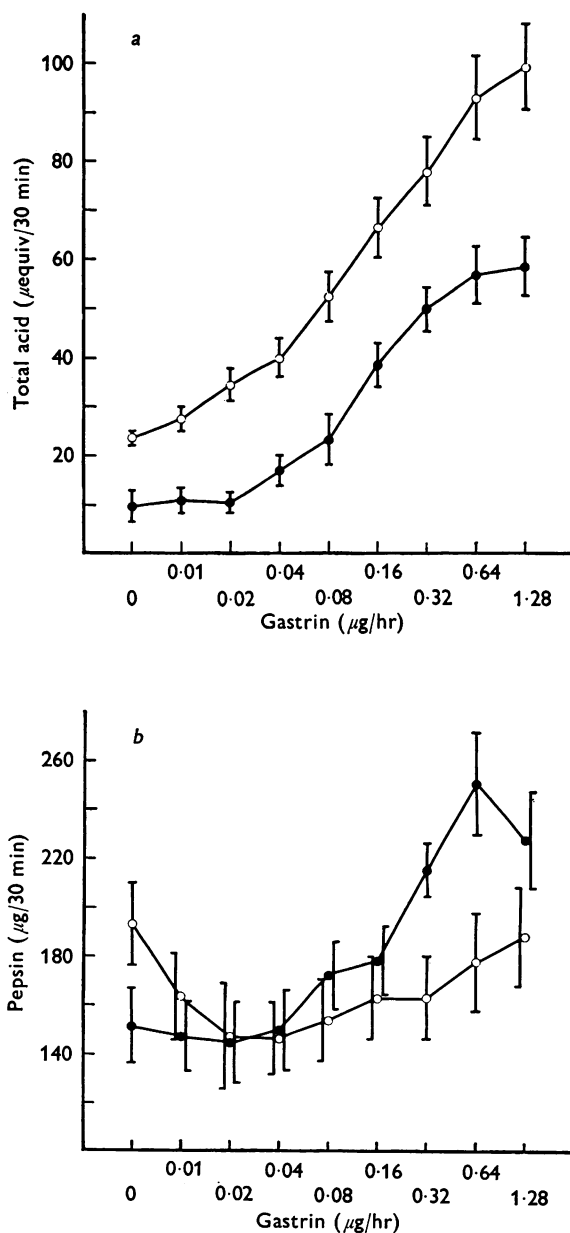 a
100
80
60
40
20
Total acid (μequiv/30 min)
0·01 0·04 0·16 0·64
0 0·02 0·08 0·32 1·28
Gastrin (μg/hr)
b
260
220
180
140
Pepsin (μg/30 min)
0·01 0·04 0·16 0·64
0 0·02 0·08 0·32 1·28
Gastrin (μg/hr)